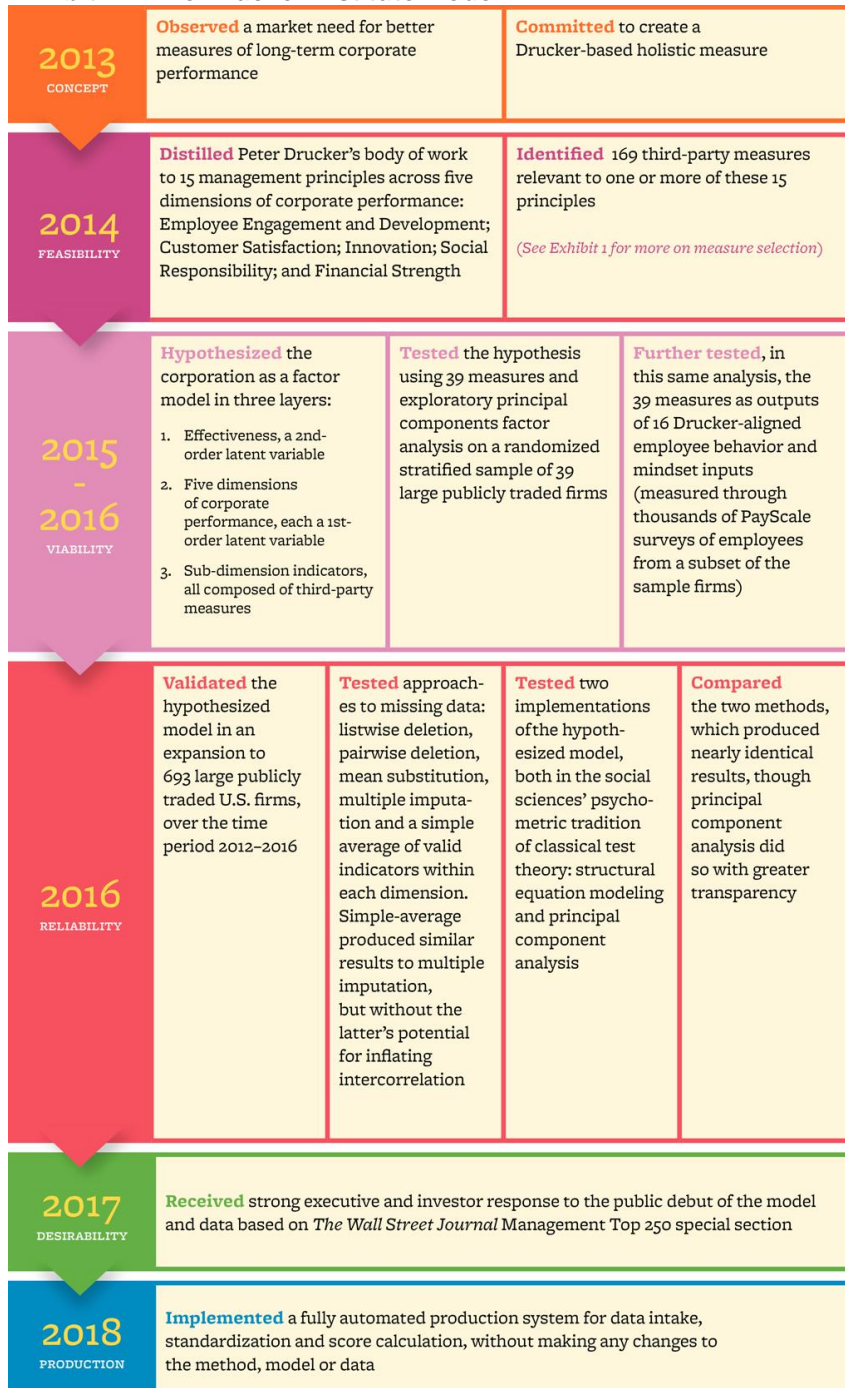 2013
CONCEPT
Observed a market need for better
measures of long-term corporate
performance
Committed to create a
Drucker-based holistic measure
2014
FEASIBILITY
Distilled Peter Drucker's body of work
to 15 management principles across five
dimensions of corporate performance:
Employee Engagement and Development;
Customer Satisfaction; Innovation; Social
Responsibility; and Financial Strength
Identified 169 third-party measures
relevant to one or more of these 15
principles
(See Exhibit 1 for more on measure selection)
2015
-
2016
VIABILITY
Hypothesized the
corporation as a factor
model in three layers:
1. Effectiveness, a 2nd-
order latent variable
2. Five dimensions
of corporate
performance, each a 1st-
order latent variable
3. Sub-dimension indicators,
all composed of third-party
measures
Tested the hypothesis
using 39 measures and
exploratory principal
components factor
analysis on a randomized
stratified sample of 39
large publicly traded firms
Further tested, in
this same analysis, the
39 measures as outputs
of 16 Drucker-aligned
employee behavior and
mindset inputs
(measured through
thousands of PayScale
surveys of employees
from a subset of the
sample firms)
2016
RELIABILITY
Validated the
hypothesized
model in an
expansion to
693 large publicly
traded U.S. firms,
over the time
period 2012–2016
Tested approach-
es to missing data:
listwise deletion,
pairwise deletion,
mean substitution,
multiple imputa-
tion and a simple
average of valid
indicators within
each dimension.
Simple-average
produced similar
results to multiple
imputation,
but without the
latter's potential
for inflating
intercorrelation
Tested two
implementations
ofthe hypoth-
esized model,
both in the social
sciences' psycho-
metric tradition
of classical test
theory: structural
equation modeling
and principal
component
analysis
Compared
the two methods,
which produced
nearly identical
results, though
principal
component
analysis did
so with greater
transparency
2017
DESIRABILITY
Received strong executive and investor response to the public debut of the model
and data based on The Wall Street Journal Management Top 250 special section
2018
PRODUCTION
Implemented a fully automated production system for data intake,
standardization and score calculation, without making any changes to
the method, model or data